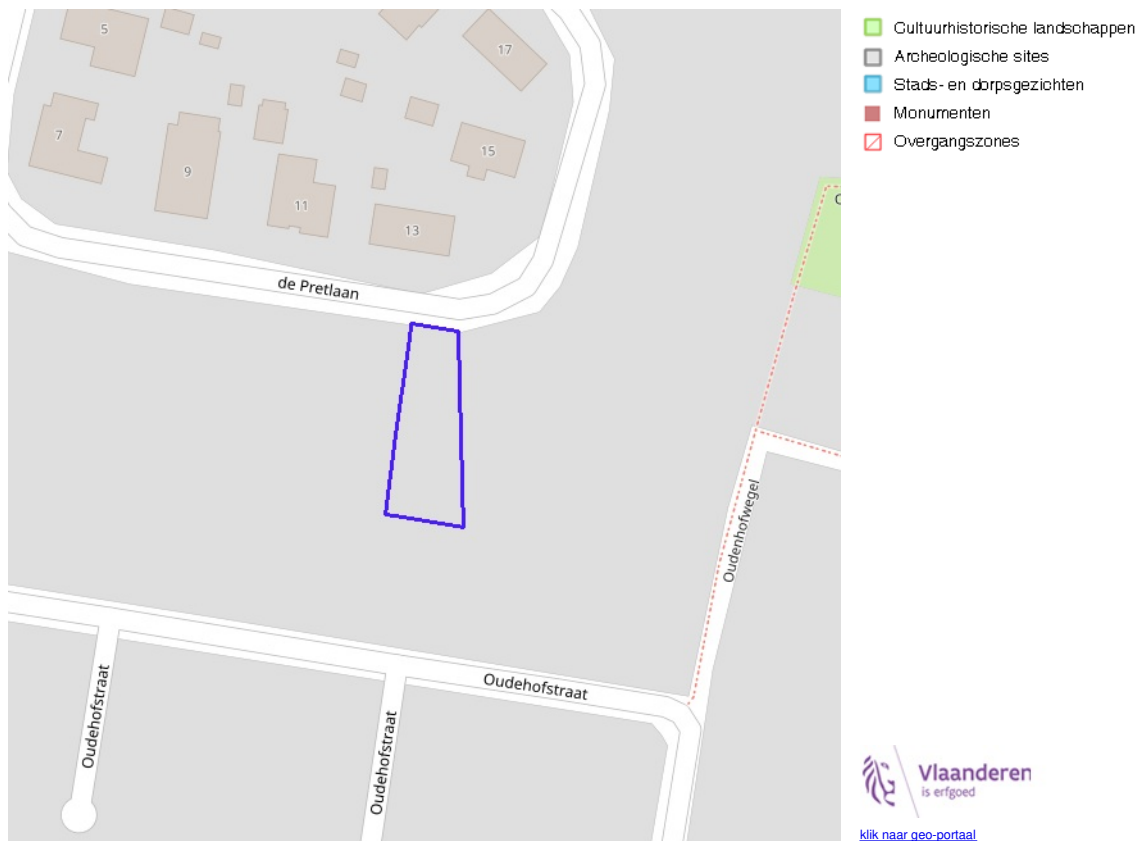 Cultuurhistorische landschappen
Archeologische sites
Stads- en dorpsgezichten
Monumenten
Overgangszones
5
17
7
9
15
11
13
de Pretlaan
Oudenhofwegel
Oudehofstraat
Oudehofstraat
Oudehofstraat
Vlaanderen
is erfgoed
klik naar geo-portaal